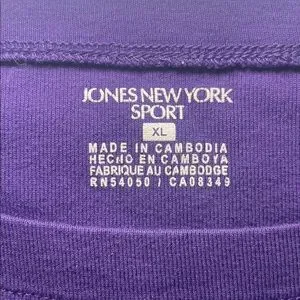 JONES NEW YORK
SPORT
XL
MADE IN CAMBODIA
HECHO EN CAMBOYA
FABRIQUE AU CAMBODGE
RN54050 / CA08349